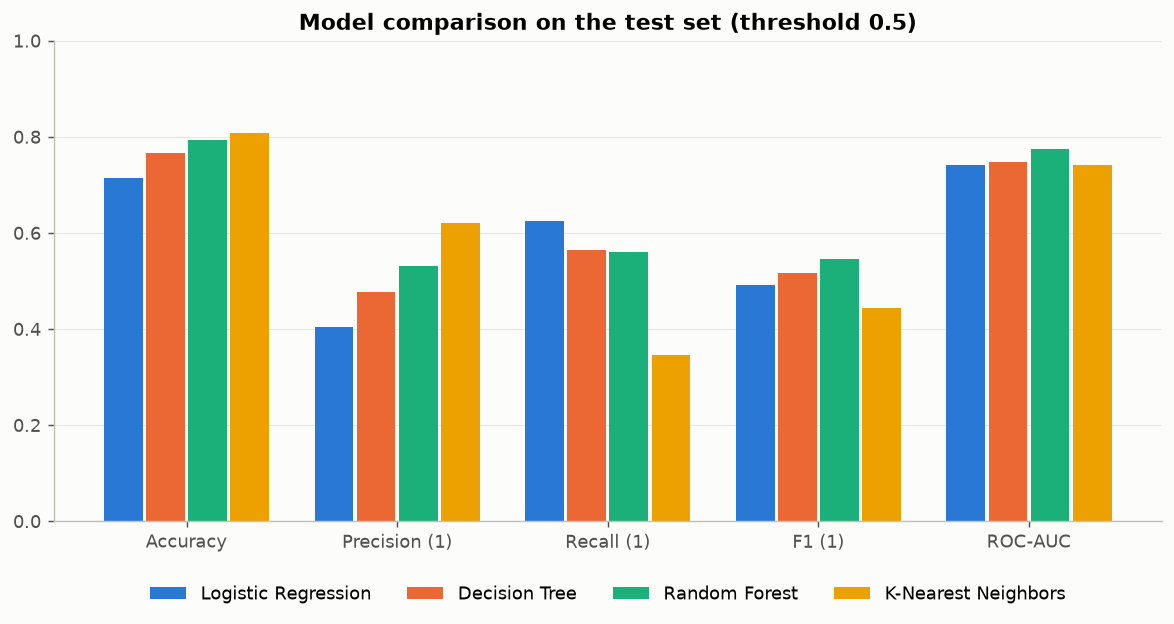 Model comparison on the test set (threshold 0.5)
1.0
0.8
0.6
0.4
0.2
0.0
Accuracy Precision (1) Recall (1) F1 (1) ROC-AUC
Logistic Regression Decision Tree Random Forest K-Nearest Neighbors